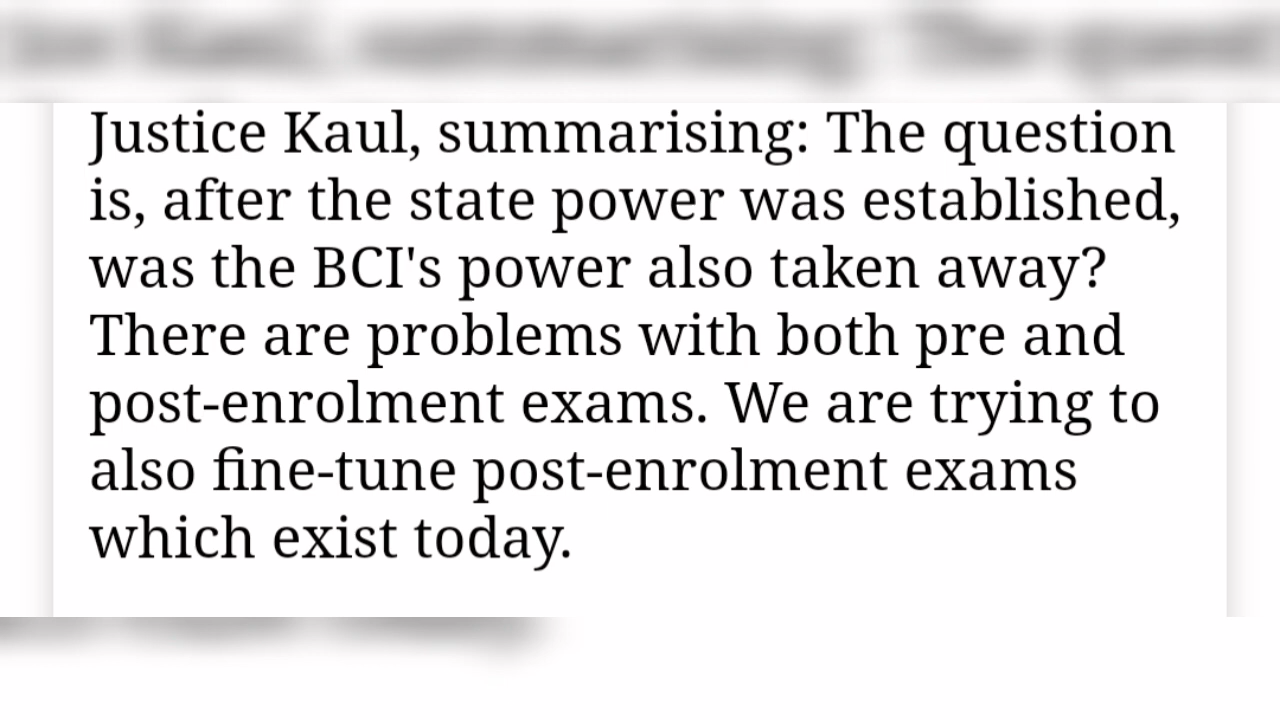 Justice Kaul, summarising: The question
is, after the state power was established,
was the BCI's power also taken away?
There are problems with both pre and
post-enrolment exams. We are trying to
also fine-tune post-enrolment exams
which exist today.